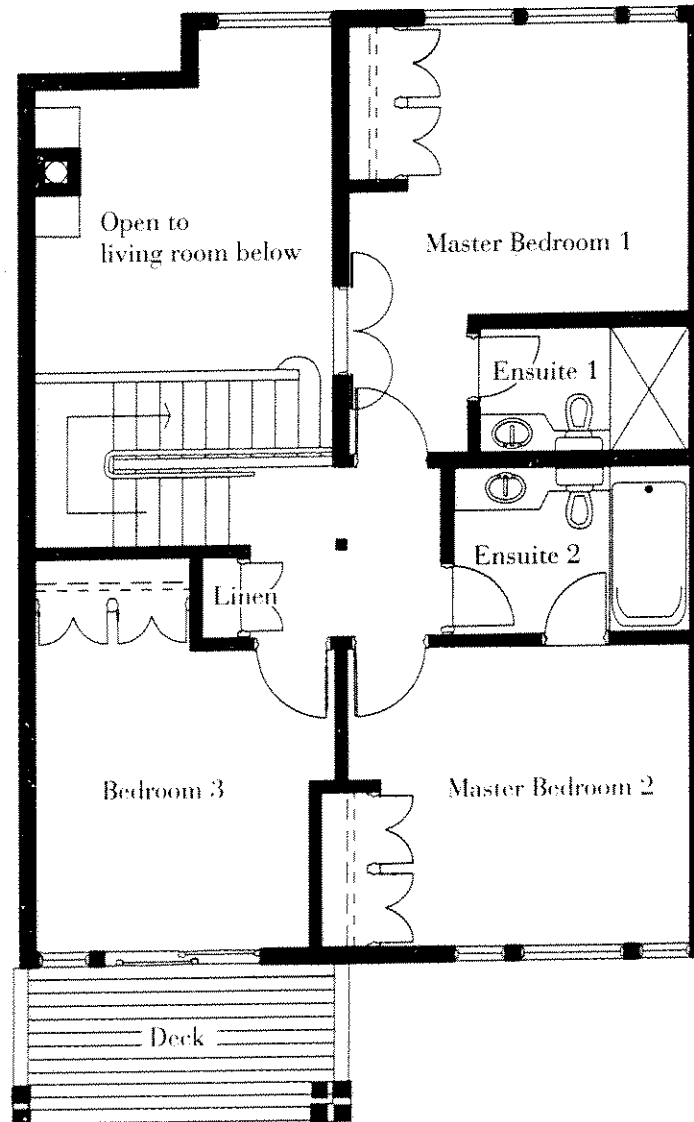 Open to
living room below
Master Bedroom 1
Ensuite 1
Ensuite 2
Linen
Bedroom 3
Master Bedroom 2
Deck